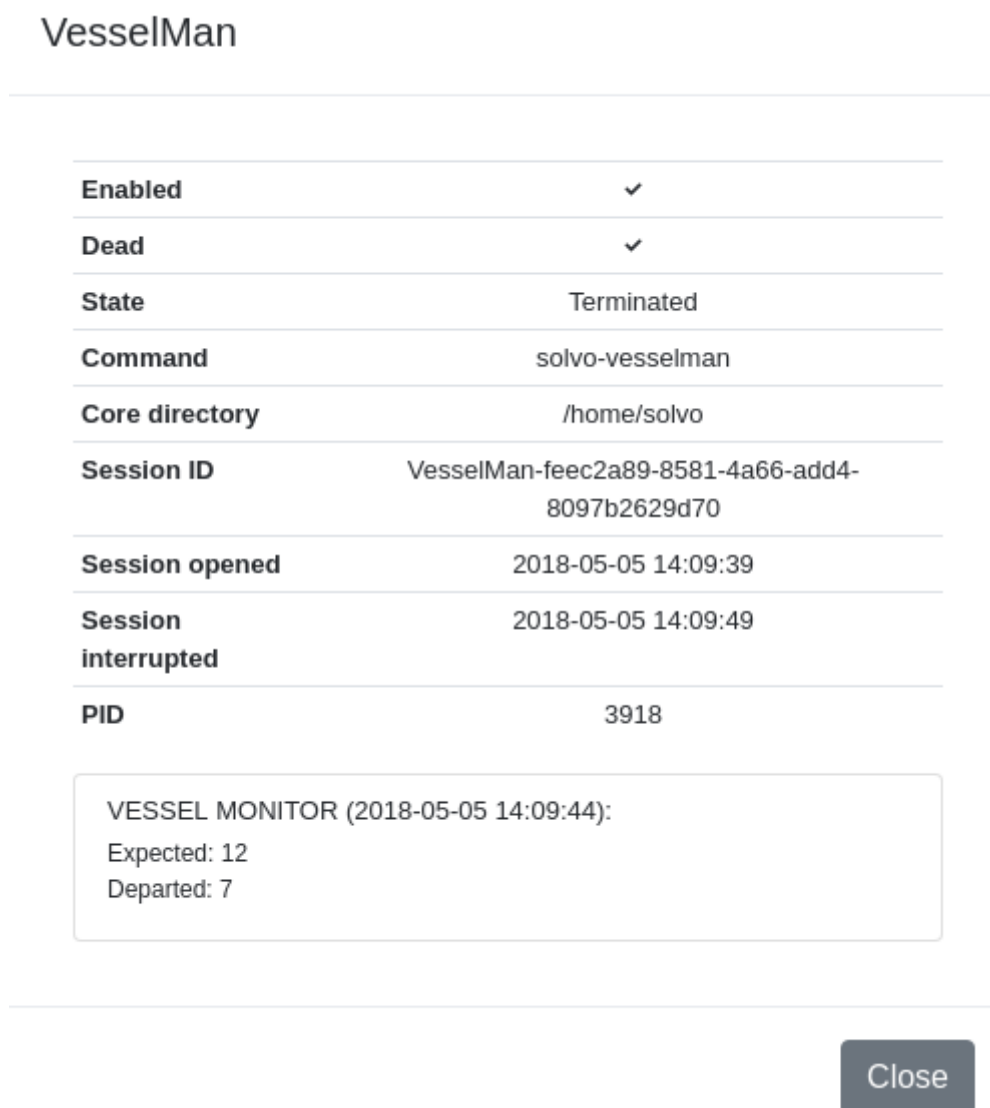 VesselMan
Enabled ✓
Dead ✓
State Terminated
Command solvo-vesselman
Core directory /home/solvo
Session ID VesselMan-feec2a89-8581-4a66-add4-
8097b2629d70
Session opened 2018-05-05 14:09:39
Session 2018-05-05 14:09:49
interrupted
PID 3918
VESSEL MONITOR (2018-05-05 14:09:44):
Expected: 12
Departed: 7
Close